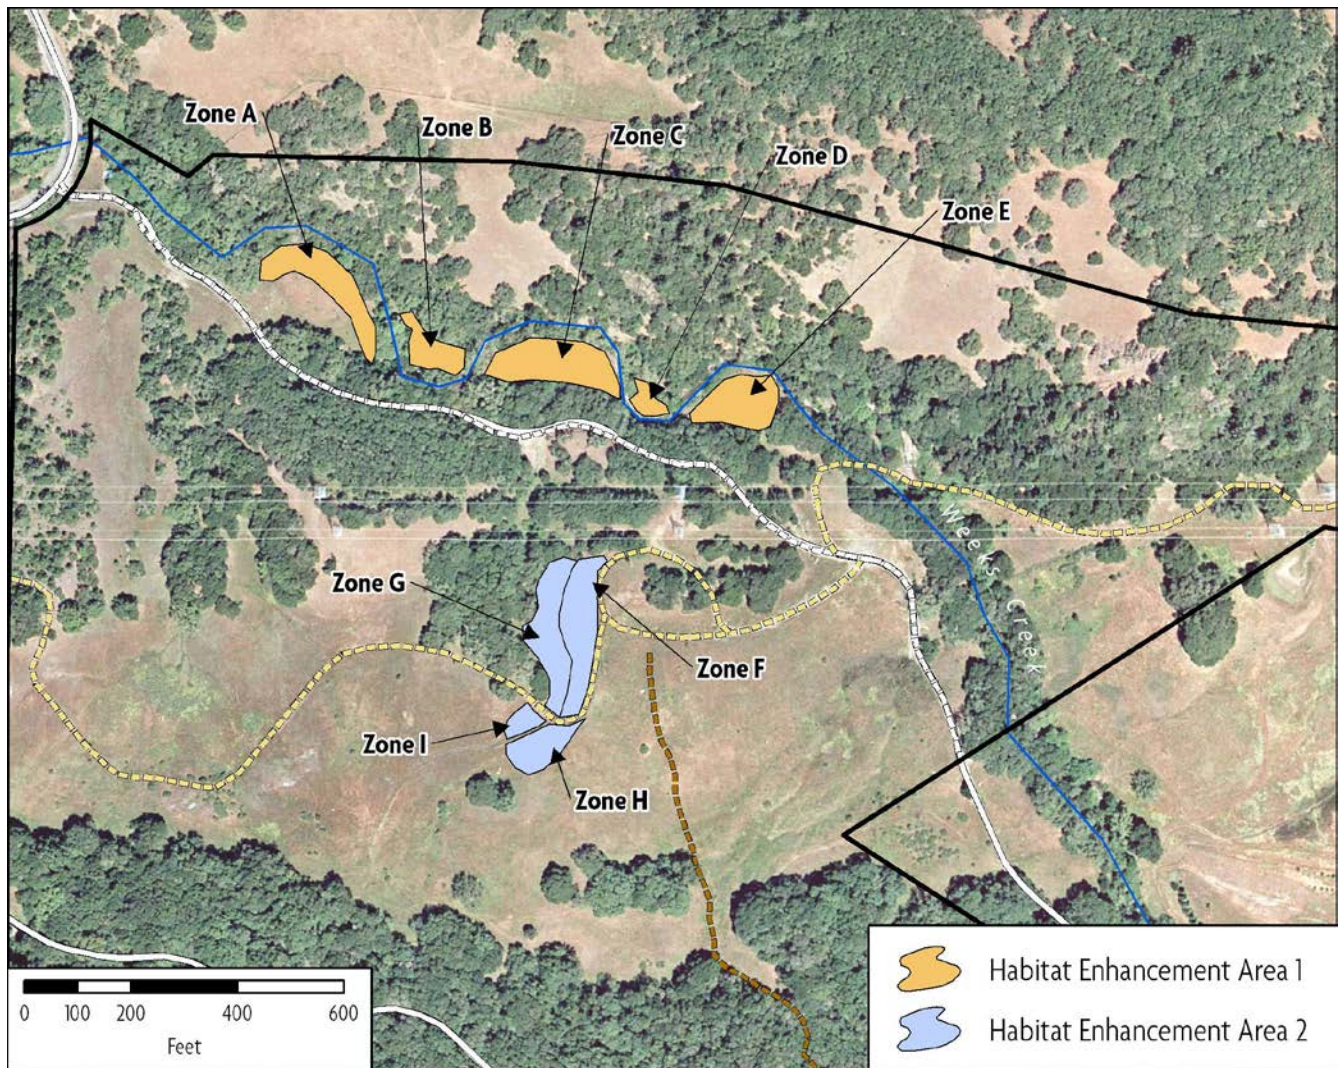 Zone A
Zone B
Zone C
Zone D
Zone E
Weeks Creek
Zone G
Zone F
Zone I
Zone H
0 100 200 400 600
Feet
Habitat Enhancement Area 1
Habitat Enhancement Area 2